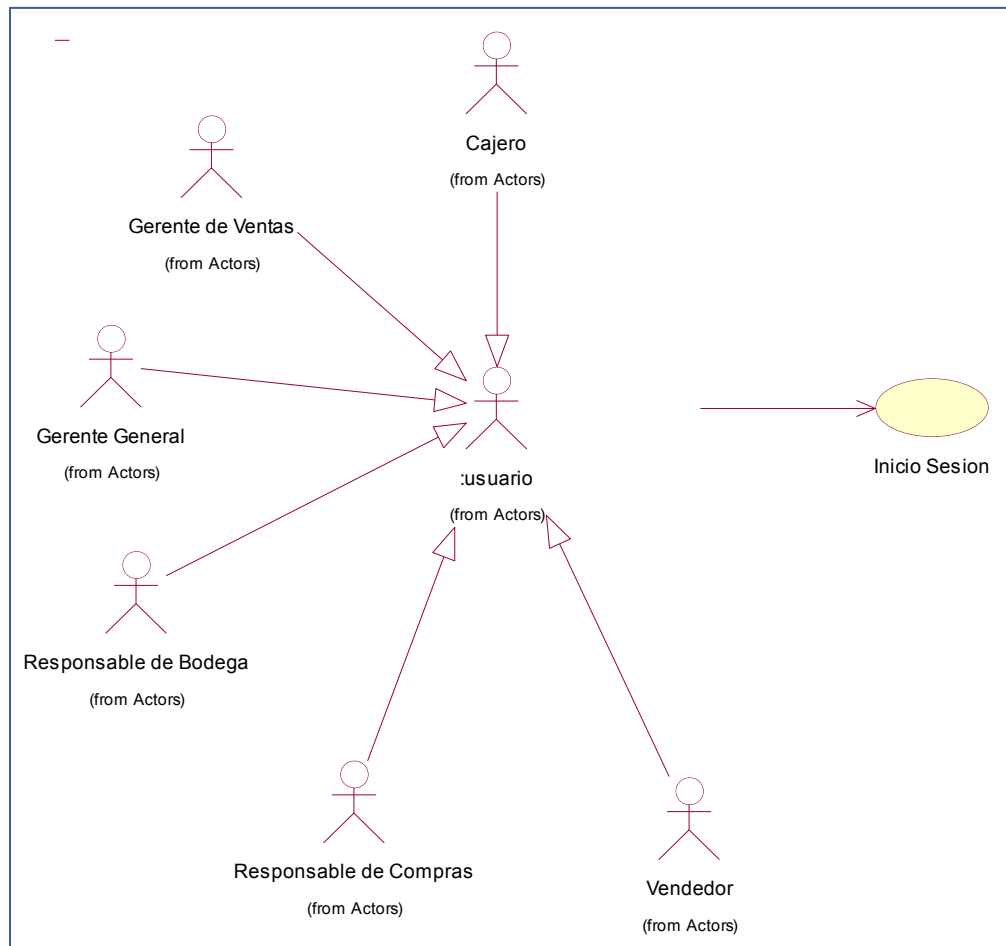 Cajero
(from Actors)
Gerente de Ventas
(from Actors)
Gerente General
(from Actors)
:usuario
(from Actors)
Inicio Sesion
Responsable de Bodega
(from Actors)
Responsable de Compras
(from Actors)
Vendedor
(from Actors)